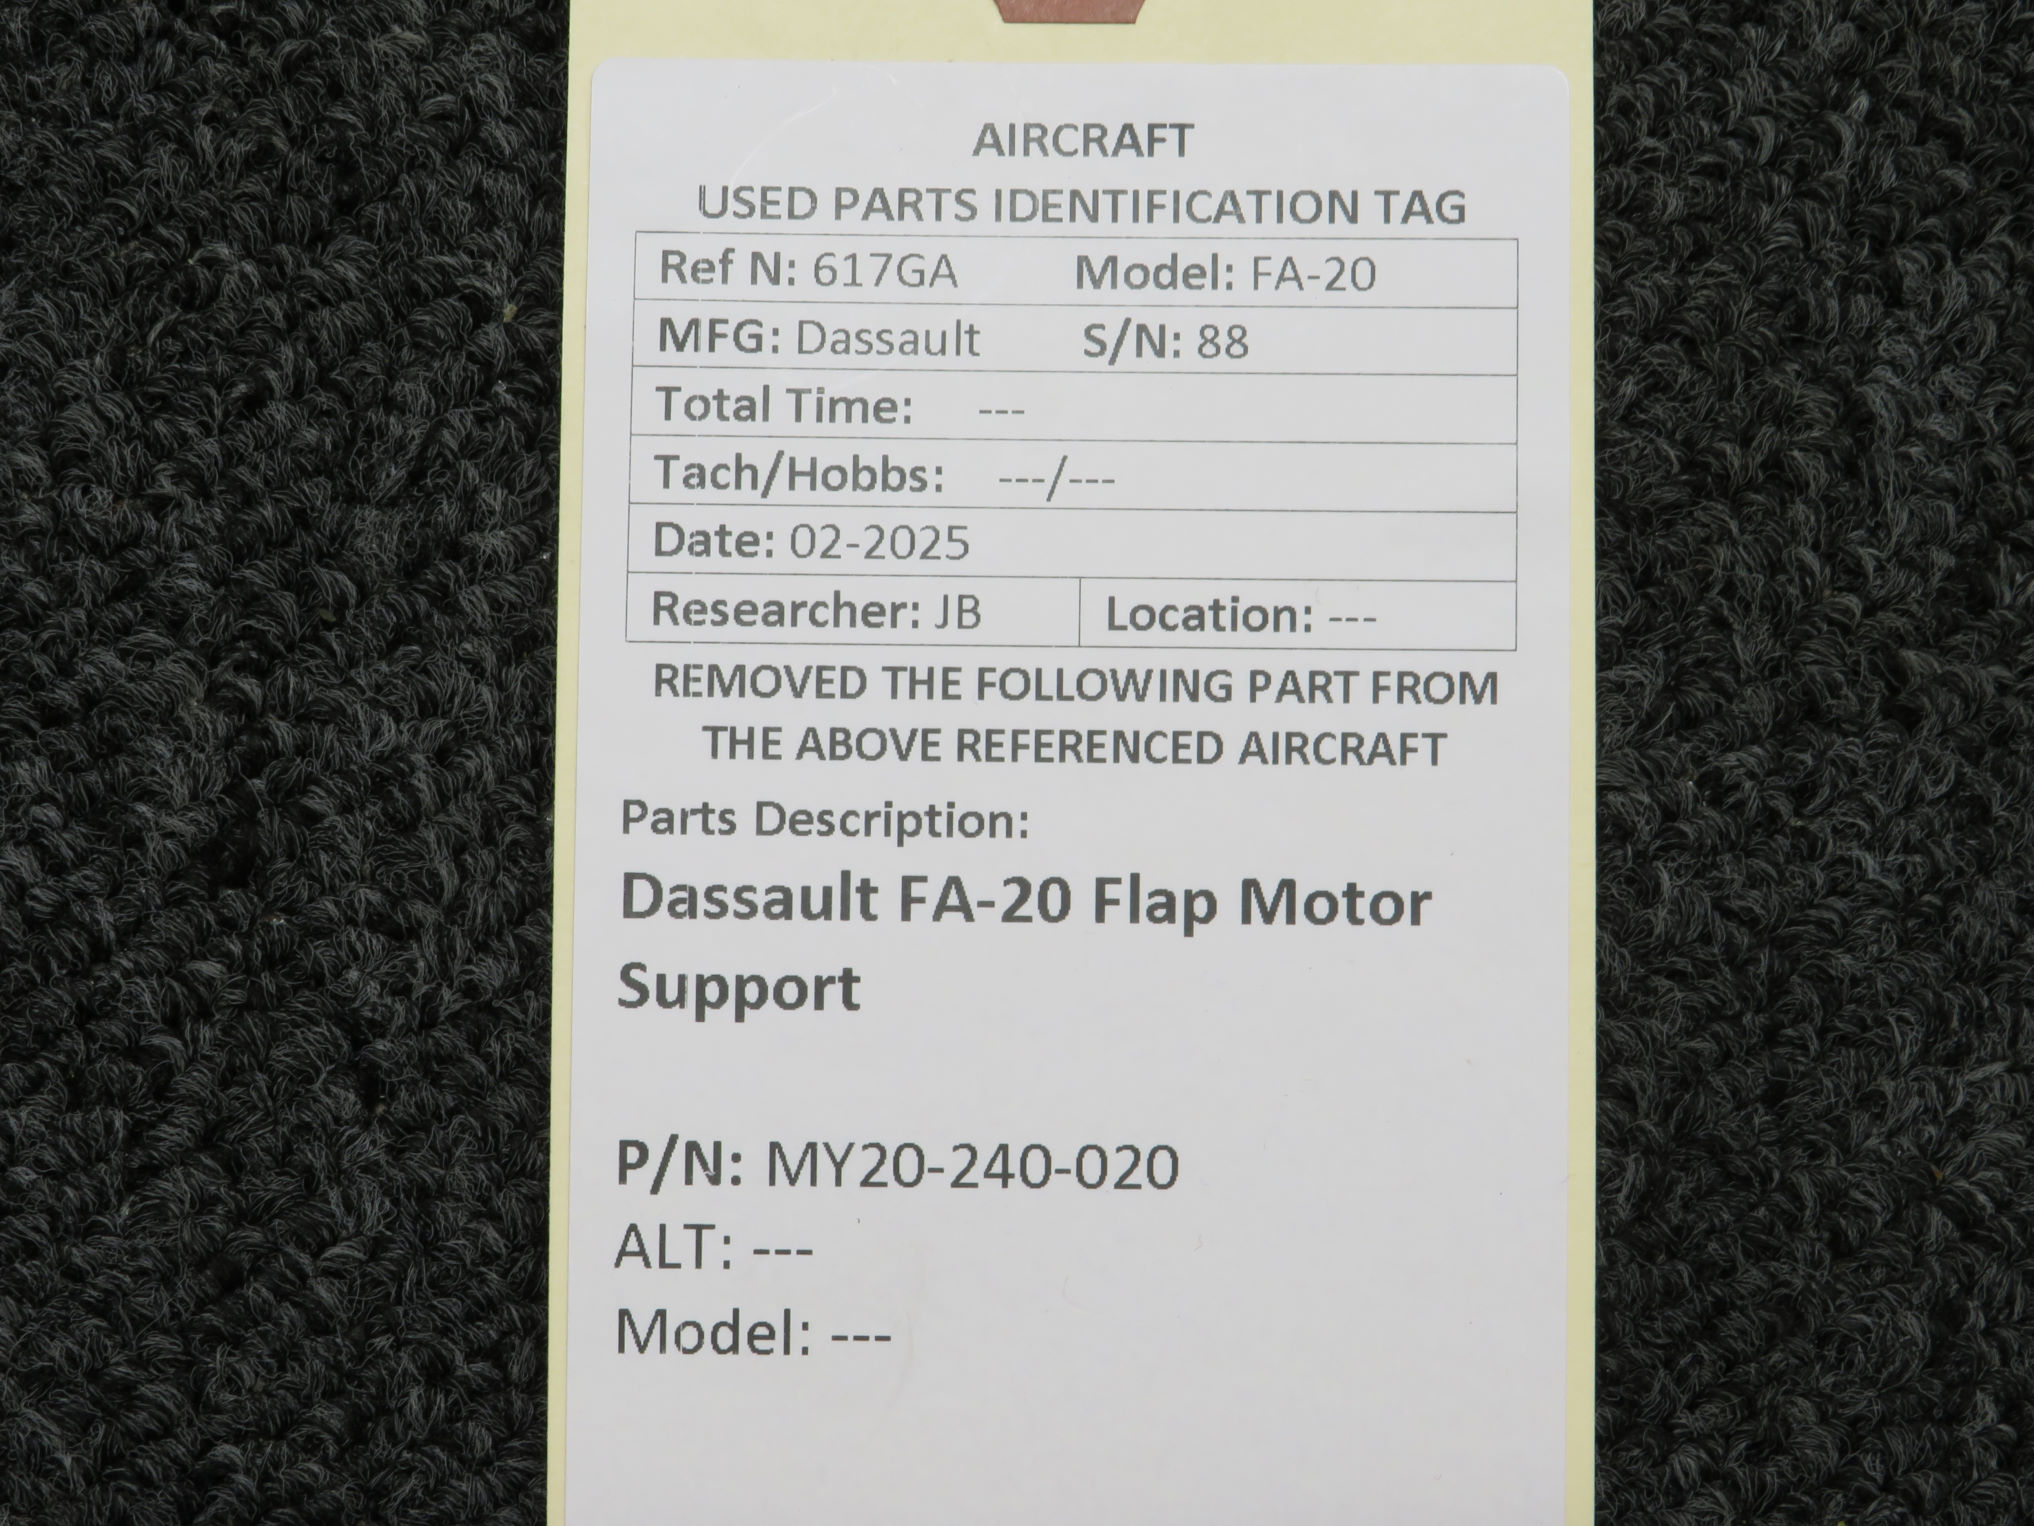 AIRCRAFT
USED PARTS IDENTIFICATION TAG
Ref N: 617GA Model: FA-20
MFG: Dassault S/N: 88
Total Time: ---
Tach/Hobbs: ---/---
Date: 02-2025
Researcher: JB Location: ---
REMOVED THE FOLLOWING PART FROM
THE ABOVE REFERENCED AIRCRAFT
Parts Description:
Dassault FA-20 Flap Motor
Support
P/N: MY20-240-020
ALT: ---
Model: ---